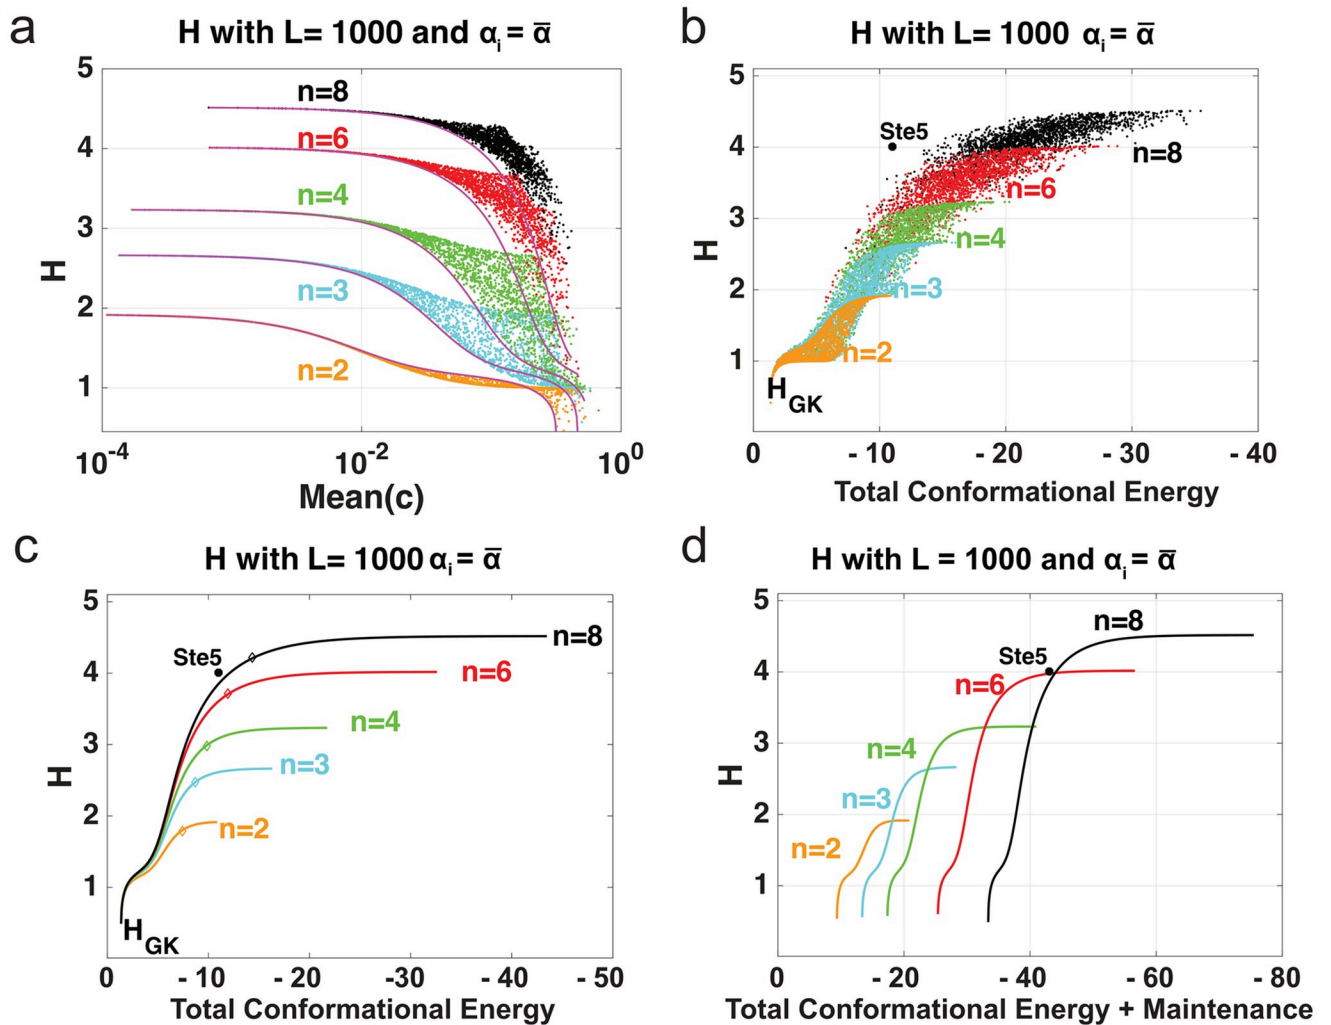 a
H with L= 1000 and αi = ᾱ
5
4
3
2
1
H
n=8
n=6
n=4
n=3
n=2
10-4
10-2
100
Mean(c)
b
H with L= 1000 αi = ᾱ
5
4
3
2
1
H
Ste5
n=8
n=6
n=4
n=3
n=2
HGK
0
- 10
- 20
- 30
- 40
Total Conformational Energy
c
H with L= 1000 αi = ᾱ
5
4
3
2
1
H
Ste5
n=8
n=6
n=4
n=3
n=2
HGK
0
- 10
- 20
-30
- 40
- 50
Total Conformational Energy
d
H with L = 1000 and αi = ᾱ
5
4
3
2
1
H
n=8
Ste5
n=6
n=4
n=3
n=2
0
- 20
- 40
- 60
- 80
Total Conformational Energy + Maintenance